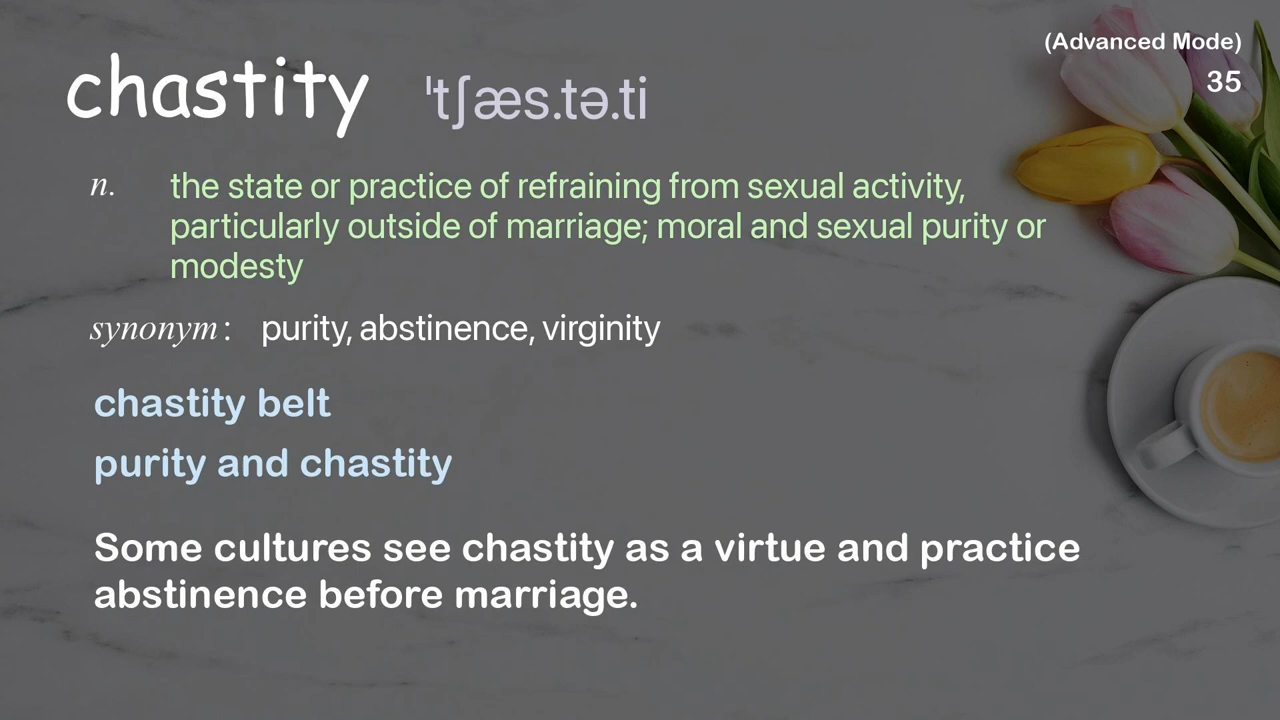 (Advanced Mode)
35
chastity ˈtʃæs.tə.ti
n. the state or practice of refraining from sexual activity,
particularly outside of marriage; moral and sexual purity or
modesty
synonym: purity, abstinence, virginity
chastity belt
purity and chastity
Some cultures see chastity as a virtue and practice
abstinence before marriage.